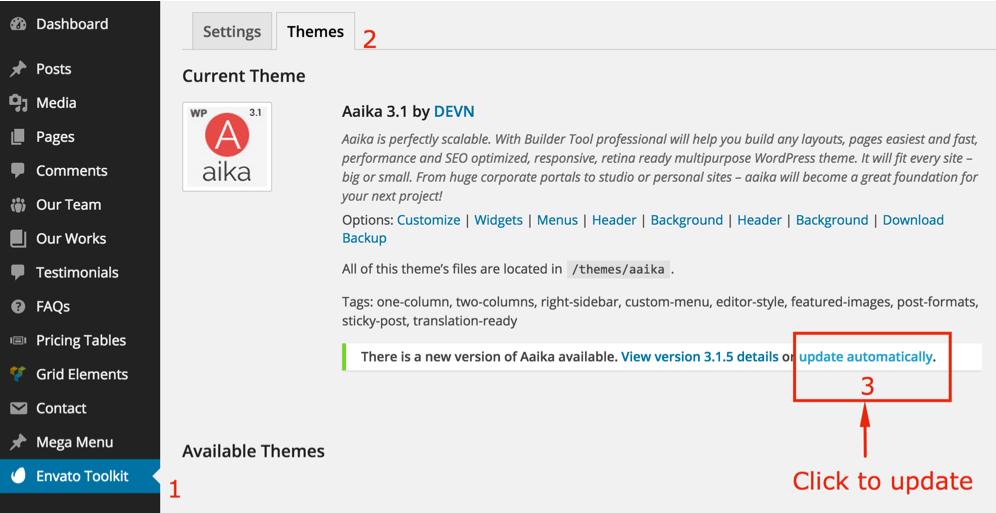 Dashboard
Posts
Media
Pages
Comments
Our Team
Our Works
Testimonials
FAQs
Pricing Tables
Grid Elements
Contact
Mega Menu
Envato Toolkit
1
Settings
Themes
2
Current Theme
WP 3.1
A
aika
Aaika 3.1 by DEVN
Aaika is perfectly scalable. With Builder Tool professional will help you build any layouts, pages easiest and fast,
performance and SEO optimized, responsive, retina ready multipurpose WordPress theme. It will fit every site –
big or small. From huge corporate portals to studio or personal sites – aaika will become a great foundation for
your next project!
Options: Customize | Widgets | Menus | Header | Background | Header | Background | Download
Backup
All of this theme's files are located in /themes/aaika .
Tags: one-column, two-columns, right-sidebar, custom-menu, editor-style, featured-images, post-formats,
sticky-post, translation-ready
There is a new version of Aaika available. View version 3.1.5 details or update automatically.
3
Click to update
Available Themes